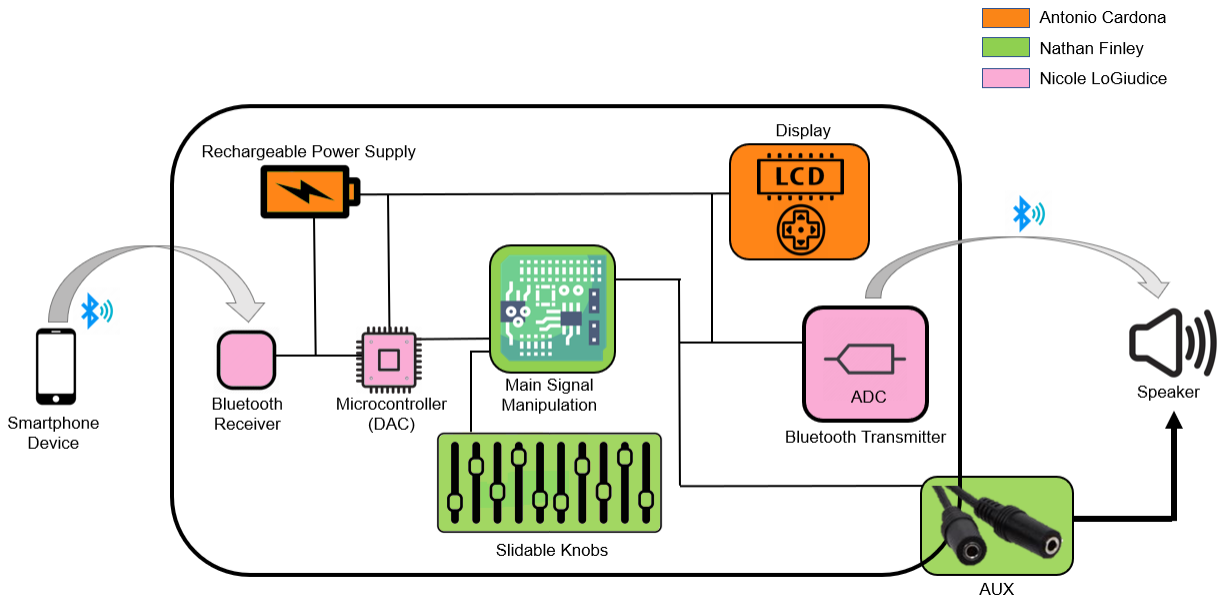 Antonio Cardona
Nathan Finley
Nicole LoGiudice
Display
Rechargeable Power Supply
LCD
Main Signal
Manipulation
Bluetooth
Receiver
Microcontroller
(DAC)
ADC
Bluetooth Transmitter
Smartphone
Device
Speaker
Slidable Knobs
AUX